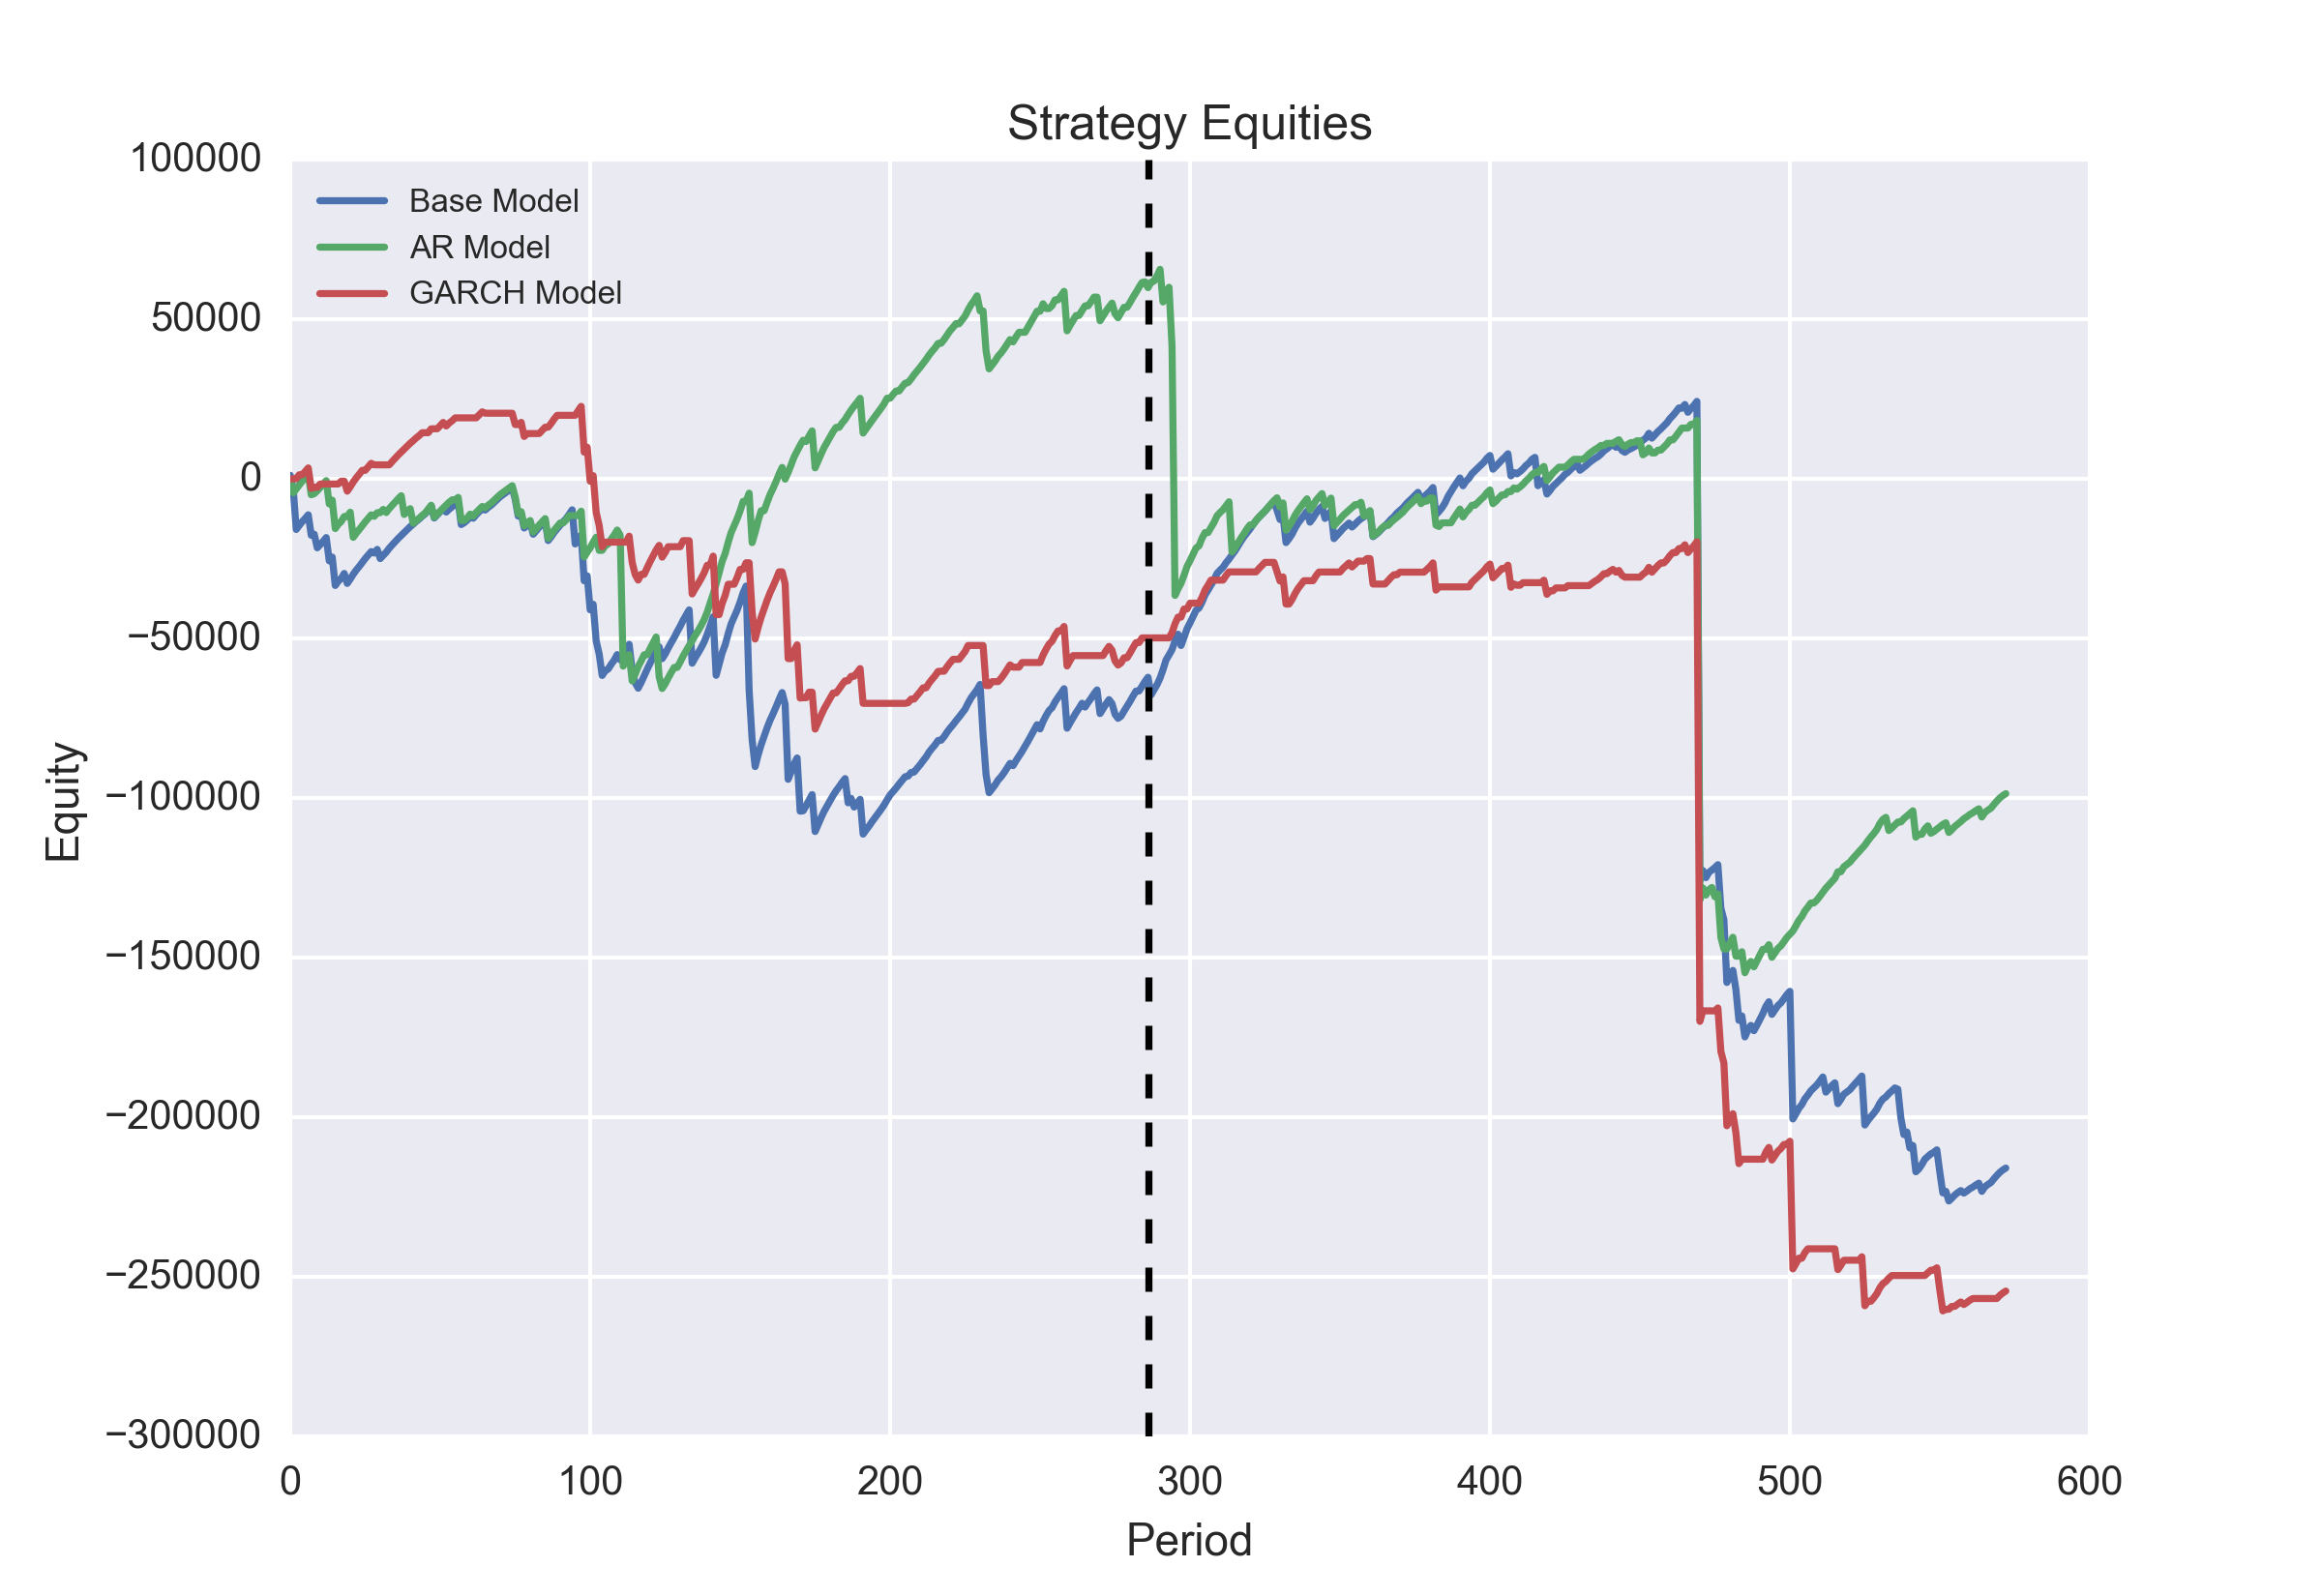 Strategy Equities
100000
50000
0
−50000
−100000
−150000
−200000
−250000
−300000
Equity
Base Model
AR Model
GARCH Model
0 100 200 300 400 500 600
Period